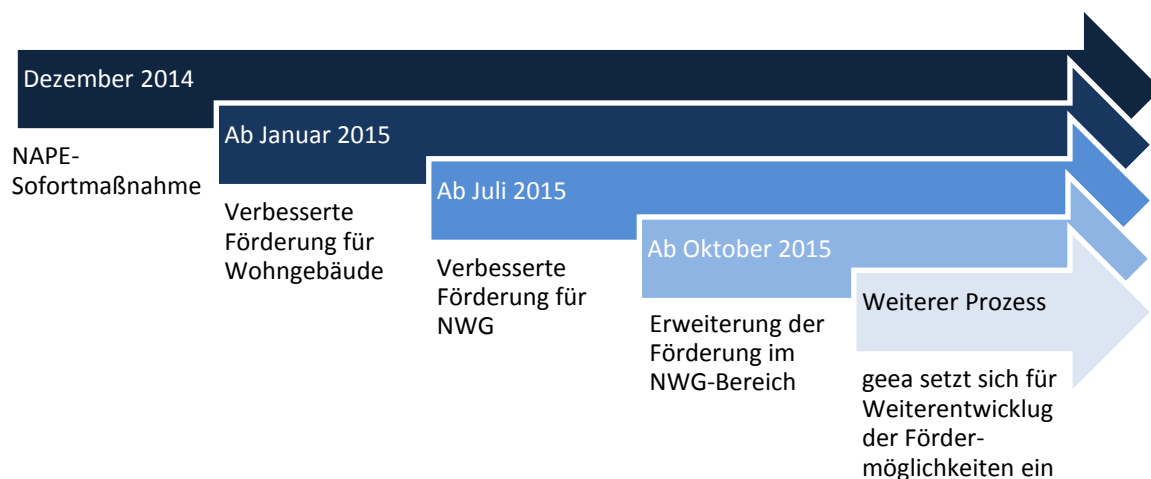 Dezember 2014
NAPE-
Sofortmaßnahme
Ab Januar 2015
Verbesserte
Förderung für
Wohngebäude
Ab Juli 2015
Verbesserte
Förderung für
NWG
Ab Oktober 2015
Erweiterung der
Förderung im
NWG-Bereich
Weiterer Prozess
geea setzt sich für
Weiterentwicklug
der Förder-
möglichkeiten ein